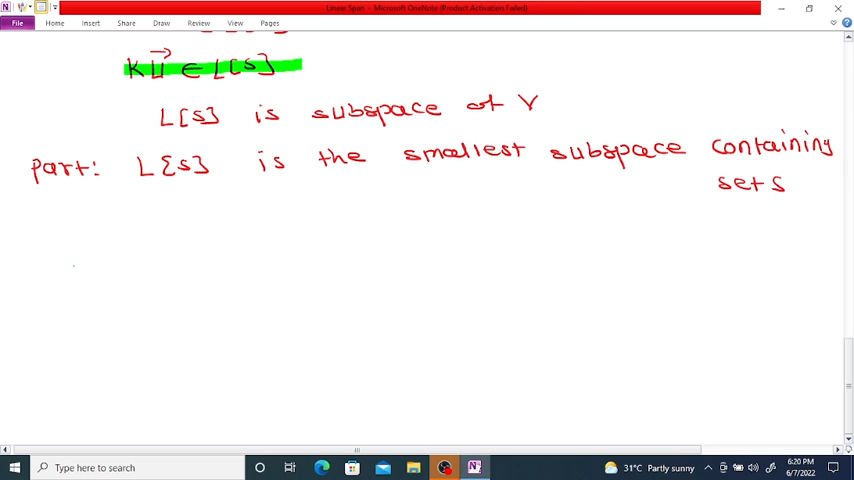 Linear Span - Microsoft OneNote (Product Activation Failed)
File Home Insert Share Draw Review View Pages
K u⃗ ∈ L[s]
L[s] is subspace of V
Part: L{s} is the smallest subspace containing
set S
Type here to search
31°C Partly sunny
6:20 PM
6/7/2022